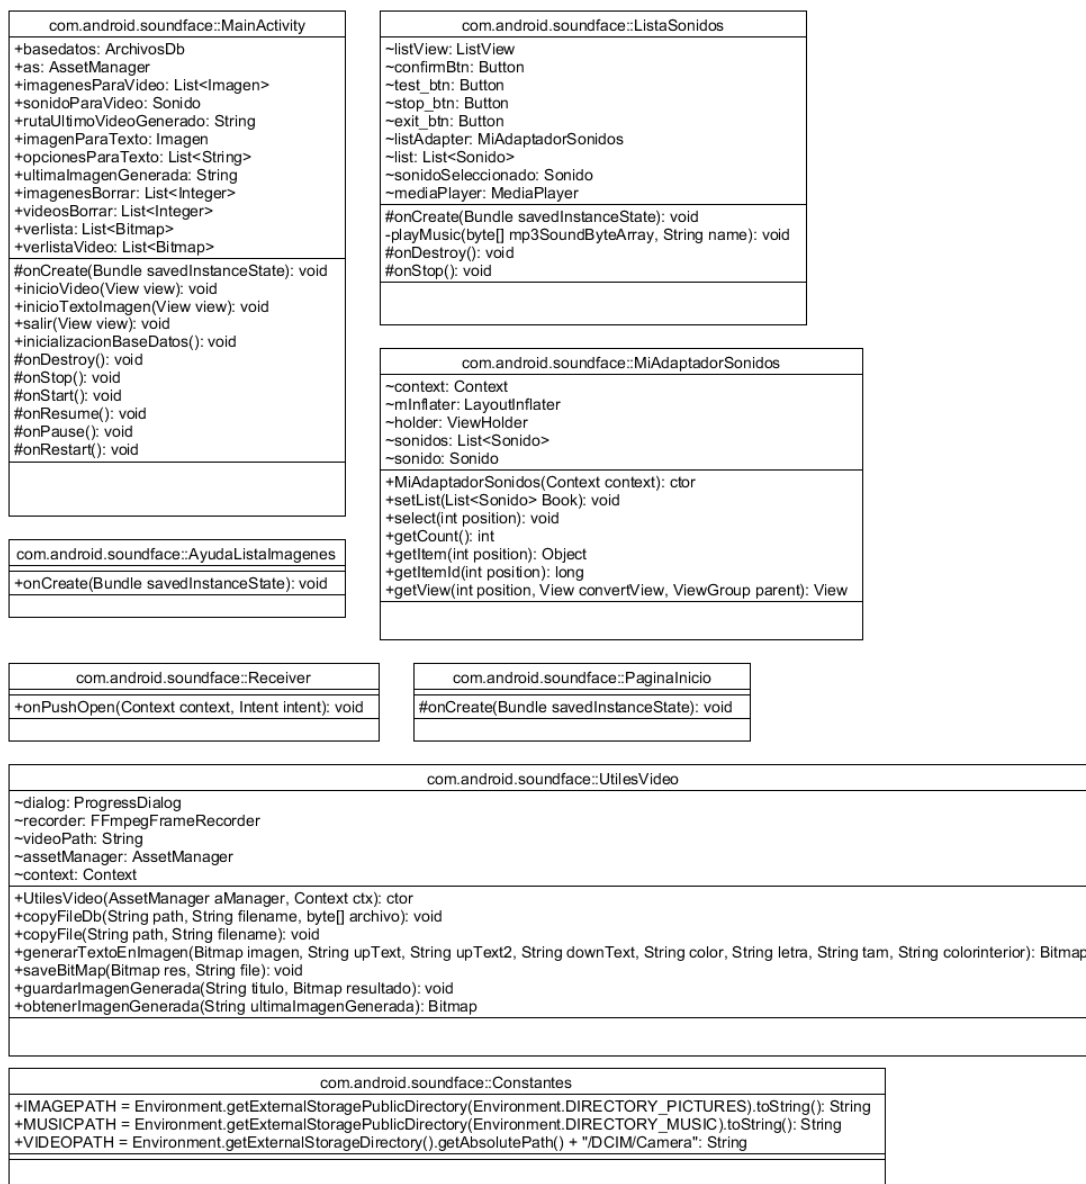 com.android.soundface::MainActivity
+basedatos: ArchivosDb
+as: AssetManager
+imagenesParaVideo: List<Imagen>
+sonidoParaVideo: Sonido
+rutaUltimoVideoGenerado: String
+imagenParaTexto: Imagen
+opcionesParaTexto: List<String>
+ultimaImagenGenerada: String
+imagenesBorrar: List<Integer>
+videosBorrar: List<Integer>
+verlista: List<Bitmap>
+verlistaVideo: List<Bitmap>
#onCreate(Bundle savedInstanceState): void
+inicioVideo(View view): void
+inicioTextoImagen(View view): void
+salir(View view): void
+inicializacionBaseDatos(): void
#onDestroy(): void
#onStop(): void
#onStart(): void
#onResume(): void
#onPause(): void
#onRestart(): void
com.android.soundface::ListaSonidos
~listView: ListView
~confirmBtn: Button
~test_btn: Button
~stop_btn: Button
~exit_btn: Button
~listAdapter: MiAdaptadorSonidos
~list: List<Sonido>
~sonidoSeleccionado: Sonido
~mediaPlayer: MediaPlayer
#onCreate(Bundle savedInstanceState): void
-playMusic(byte[] mp3SoundByteArray, String name): void
#onDestroy(): void
#onStop(): void
com.android.soundface::MiAdaptadorSonidos
~context: Context
~mInflater: LayoutInflater
~holder: ViewHolder
~sonidos: List<Sonido>
~sonido: Sonido
+MiAdaptadorSonidos(Context context): ctor
+setList(List<Sonido> Book): void
+select(int position): void
+getCount(): int
+getItem(int position): Object
+getItemId(int position): long
+getView(int position, View convertView, ViewGroup parent): View
com.android.soundface::AyudaListaImagenes
+onCreate(Bundle savedInstanceState): void
com.android.soundface::Receiver
+onPushOpen(Context context, Intent intent): void
com.android.soundface::PaginaInicio
#onCreate(Bundle savedInstanceState): void
com.android.soundface::UtilesVideo
~dialog: ProgressDialog
~recorder: FFmpegFrameRecorder
~videoPath: String
~assetManager: AssetManager
~context: Context
+UtilesVideo(AssetManager aManager, Context ctx): ctor
+copyFileDb(String path, String filename, byte[] archivo): void
+copyFile(String path, String filename): void
+generarTextoEnImagen(Bitmap imagen, String upText, String upText2, String downText, String color, String letra, String tam, String colorinterior): Bitmap
+saveBitMap(Bitmap res, String file): void
+guardarImagenGenerada(String titulo, Bitmap resultado): void
+obtenerImagenGenerada(String ultimaImagenGenerada): Bitmap
com.android.soundface::Constantes
+IMAGEPATH = Environment.getExternalStoragePublicDirectory(Environment.DIRECTORY_PICTURES).toString(): String
+MUSICPATH = Environment.getExternalStoragePublicDirectory(Environment.DIRECTORY_MUSIC).toString(): String
+VIDEOPATH = Environment.getExternalStorageDirectory().getAbsolutePath() + "/DCIM/Camera": String